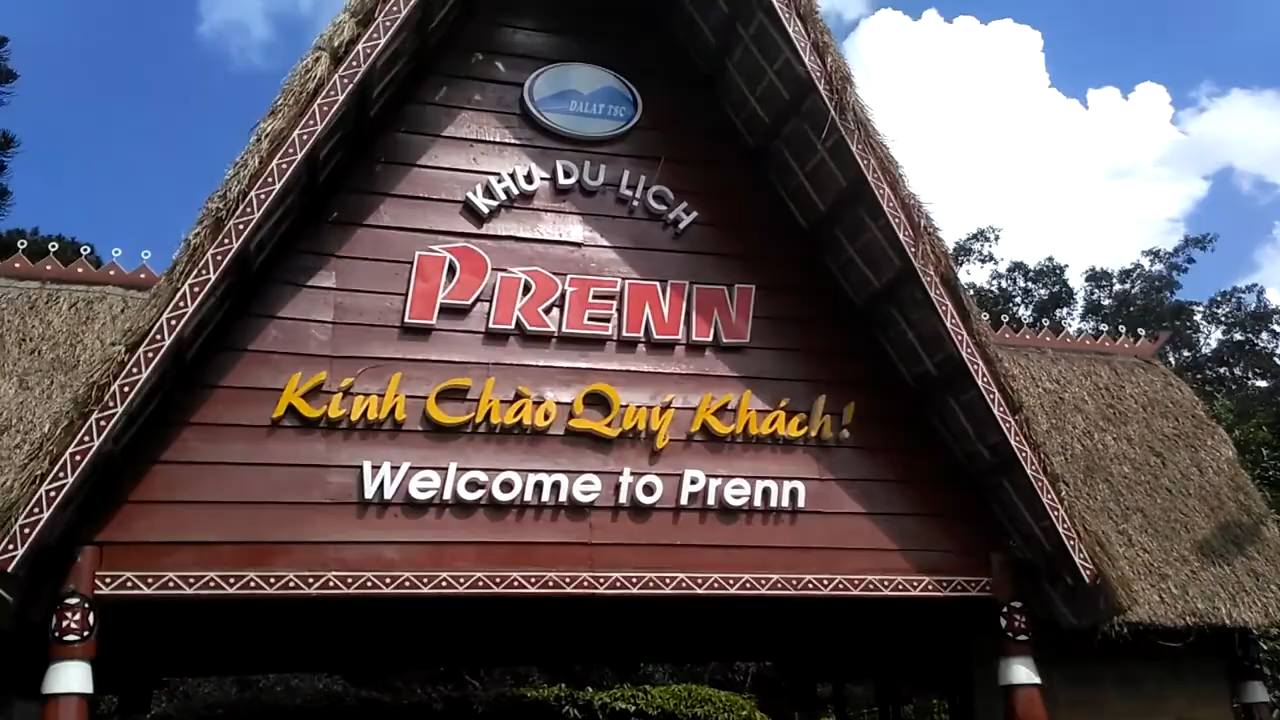 DALAT TSC
KHU DU LỊCH
PRENN
Kính Chào Quý Khách!
Welcome to Prenn